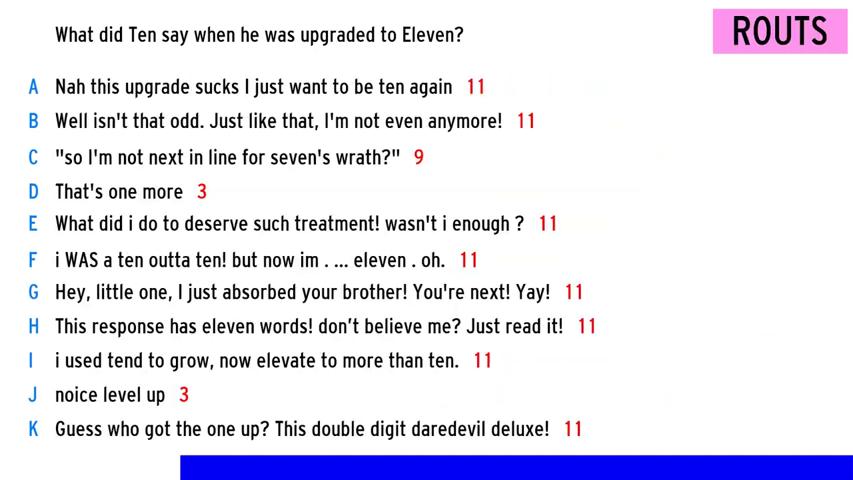 What did Ten say when he was upgraded to Eleven?
ROUTS
A Nah this upgrade sucks I just want to be ten again 11
B Well isn't that odd. Just like that, I'm not even anymore! 11
C "so I'm not next in line for seven's wrath?" 9
D That's one more 3
E What did i do to deserve such treatment! wasn't i enough ? 11
F i WAS a ten outta ten! but now im . ... eleven . oh. 11
G Hey, little one, I just absorbed your brother! You're next! Yay! 11
H This response has eleven words! don’t believe me? Just read it! 11
I i used tend to grow, now elevate to more than ten. 11
J noice level up 3
K Guess who got the one up? This double digit daredevil deluxe! 11